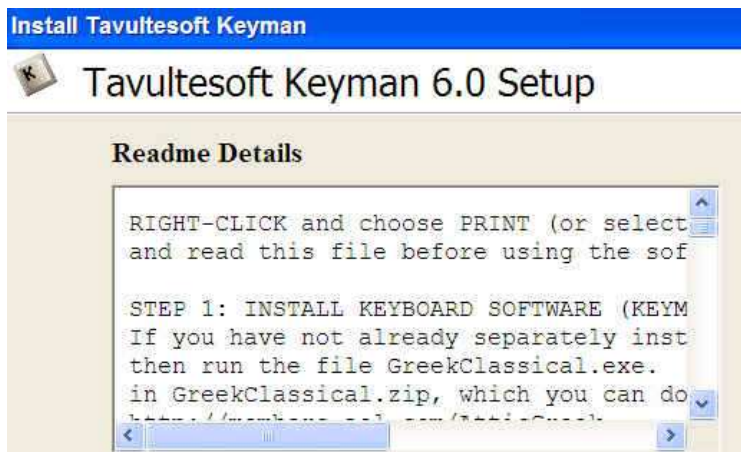 Install Tavultesoft Keyman
K
Tavultesoft Keyman 6.0 Setup
Readme Details
RIGHT-CLICK and choose PRINT (or select
and read this file before using the sof
STEP 1: INSTALL KEYBOARD SOFTWARE (KEYM
If you have not already separately inst
then run the file GreekClassical.exe.
in GreekClassical.zip, which you can do